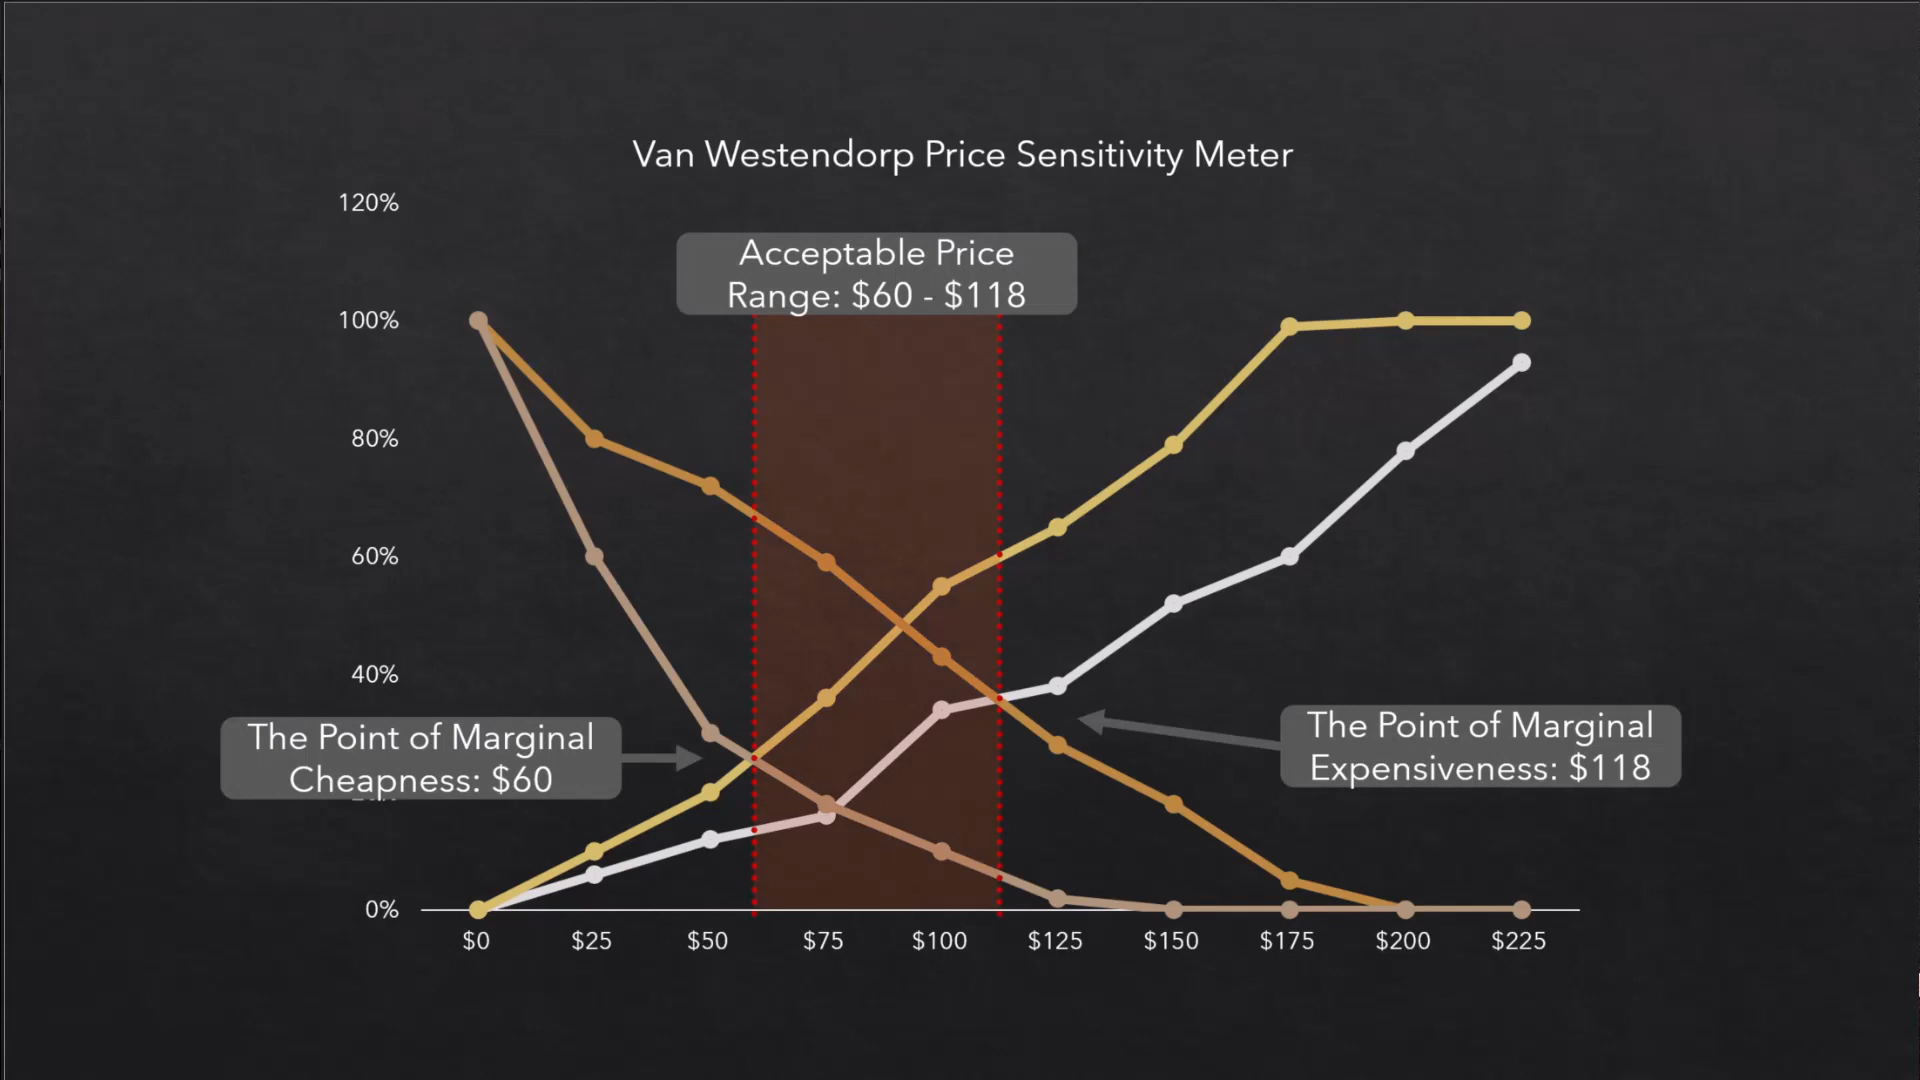 Van Westendorp Price Sensitivity Meter
120%
Acceptable Price
Range: $60 - $118
100%
80%
60%
40%
The Point of Marginal
Cheapness: $60
The Point of Marginal
Expensiveness: $118
0%
$0 $25 $50 $75 $100 $125 $150 $175 $200 $225